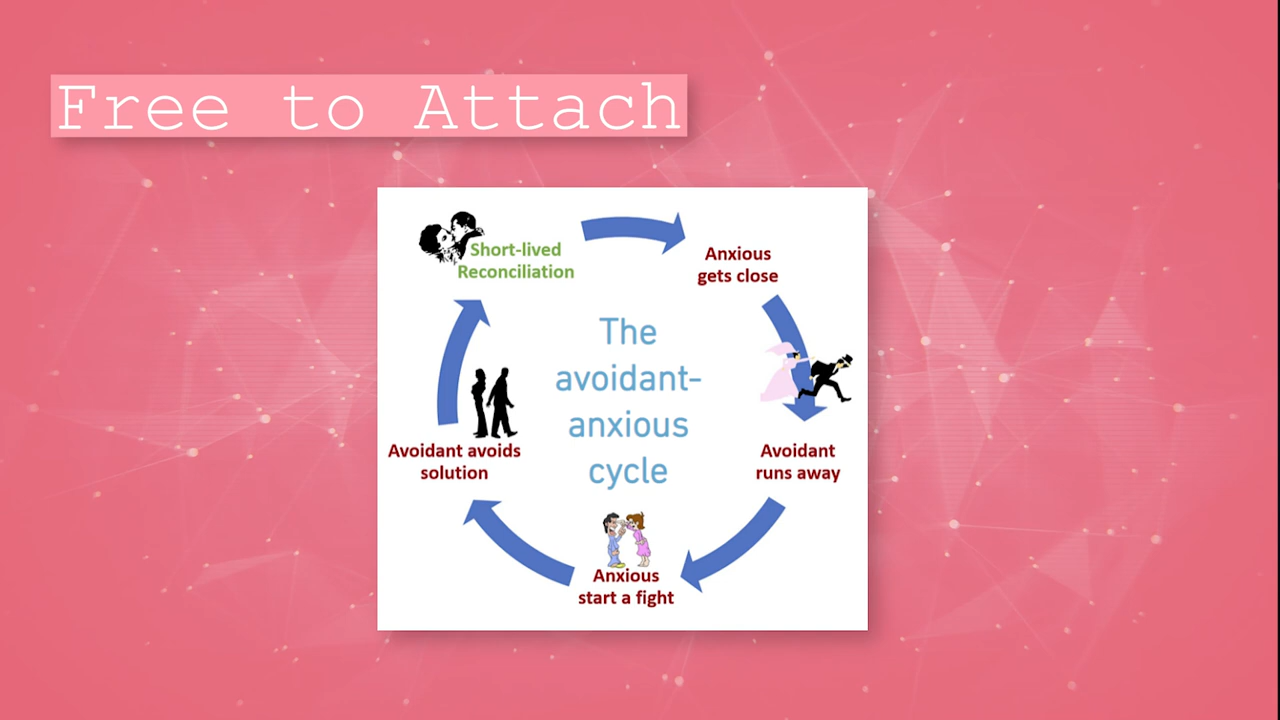 Free to Attach
Short-lived
Reconciliation
Anxious
gets close
The
avoidant-
anxious
cycle
Avoidant avoids
solution
Avoidant
runs away
Anxious
start a fight